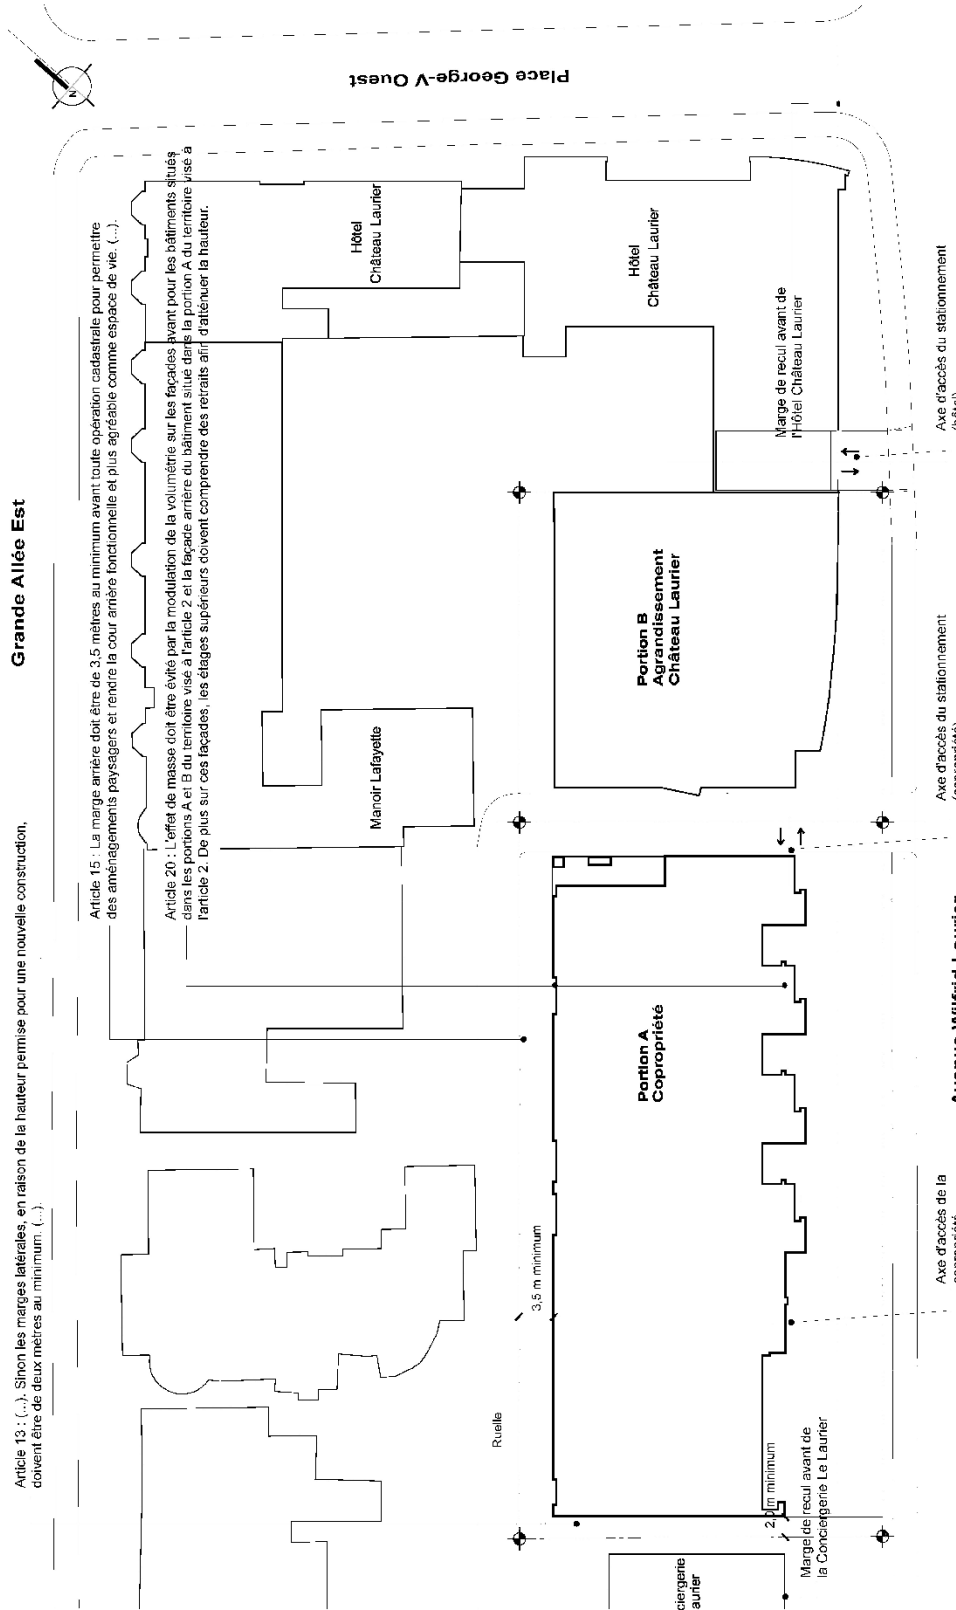 Place George-V Ouest
N
Grande Allée Est
Article 13 : (...). Sinon les marges latérales, en raison de la hauteur permise pour une nouvelle construction,
doivent être de deux mètres au minimum. (...).
Article 15 : La marge arrière doit être de 3,5 mètres au minimum avant toute opération cadastrale pour permettre
des aménagements paysagers et rendre la cour arrière fonctionnelle et plus agréable comme espace de vie. (...).
Article 20 : L'effet de masse doit être évité par la modulation de la volumétrie sur les façades avant pour les bâtiments situés
dans les portions A et B du territoire visé à l'article 2 et la façade arrière du bâtiment situé dans la portion A du territoire visé à
l'article 2. De plus sur ces façades, les étages supérieurs doivent comprendre des retraits afin d'atténuer la hauteur.
Hôtel
Château Laurier
Hôtel
Château Laurier
Marge de recul avant de
l'Hôtel Château Laurier
Axe d'accès du stationnement
(hôtel)
Portion B
Agrandissement
Château Laurier
Manoir Lafayette
Axe d'accès du stationnement
(copropriété)
Portion A
Copropriété
Avenue Wilfrid-Laurier
Axe d'accès de la
copropriété
3,5 m minimum
Ruelle
2,0 m minimum
Marge de recul avant de
la Conciergerie Le Laurier
ciergerie
aurier